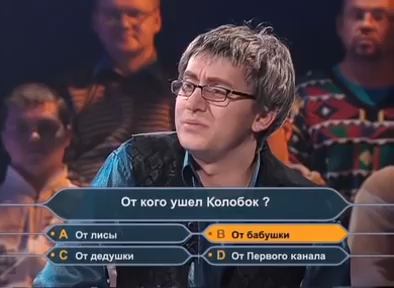 От кого ушел Колобок ?
A От лисы
B От бабушки
C От дедушки
D От Первого канала